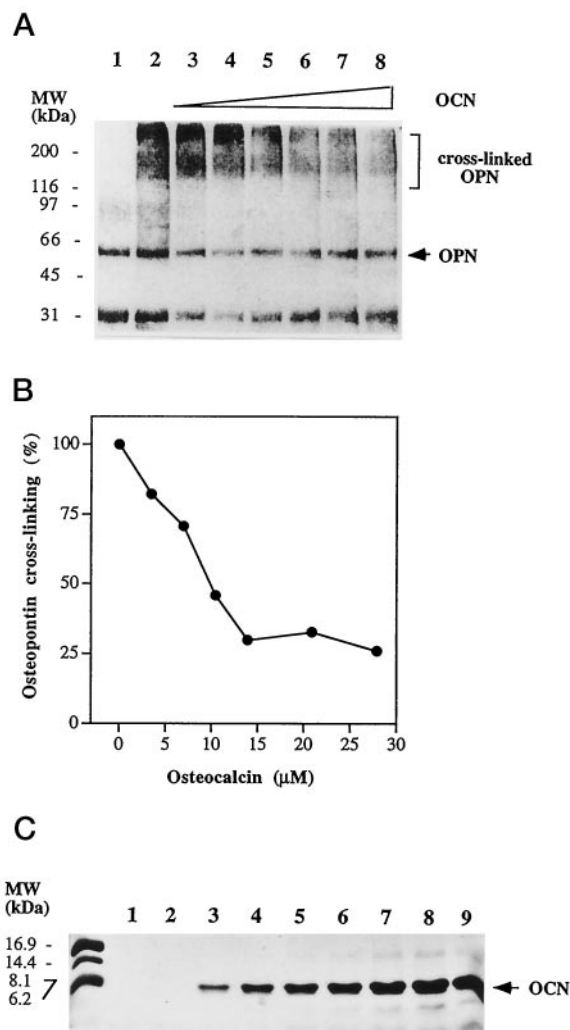 A
1 2 3 4 5 6 7 8
MW
(kDa)
OCN
200 -
116 -
97 -
66 -
45 -
31 -
cross-linked
OPN
OPN
B
Osteopontin cross-linking (%)
100
75
50
25
0
0 5 10 15 20 25 30
Osteocalcin (µM)
C
MW
(kDa)
1 2 3 4 5 6 7 8 9
16.9 -
14.4 -
8.1
6.2
OCN